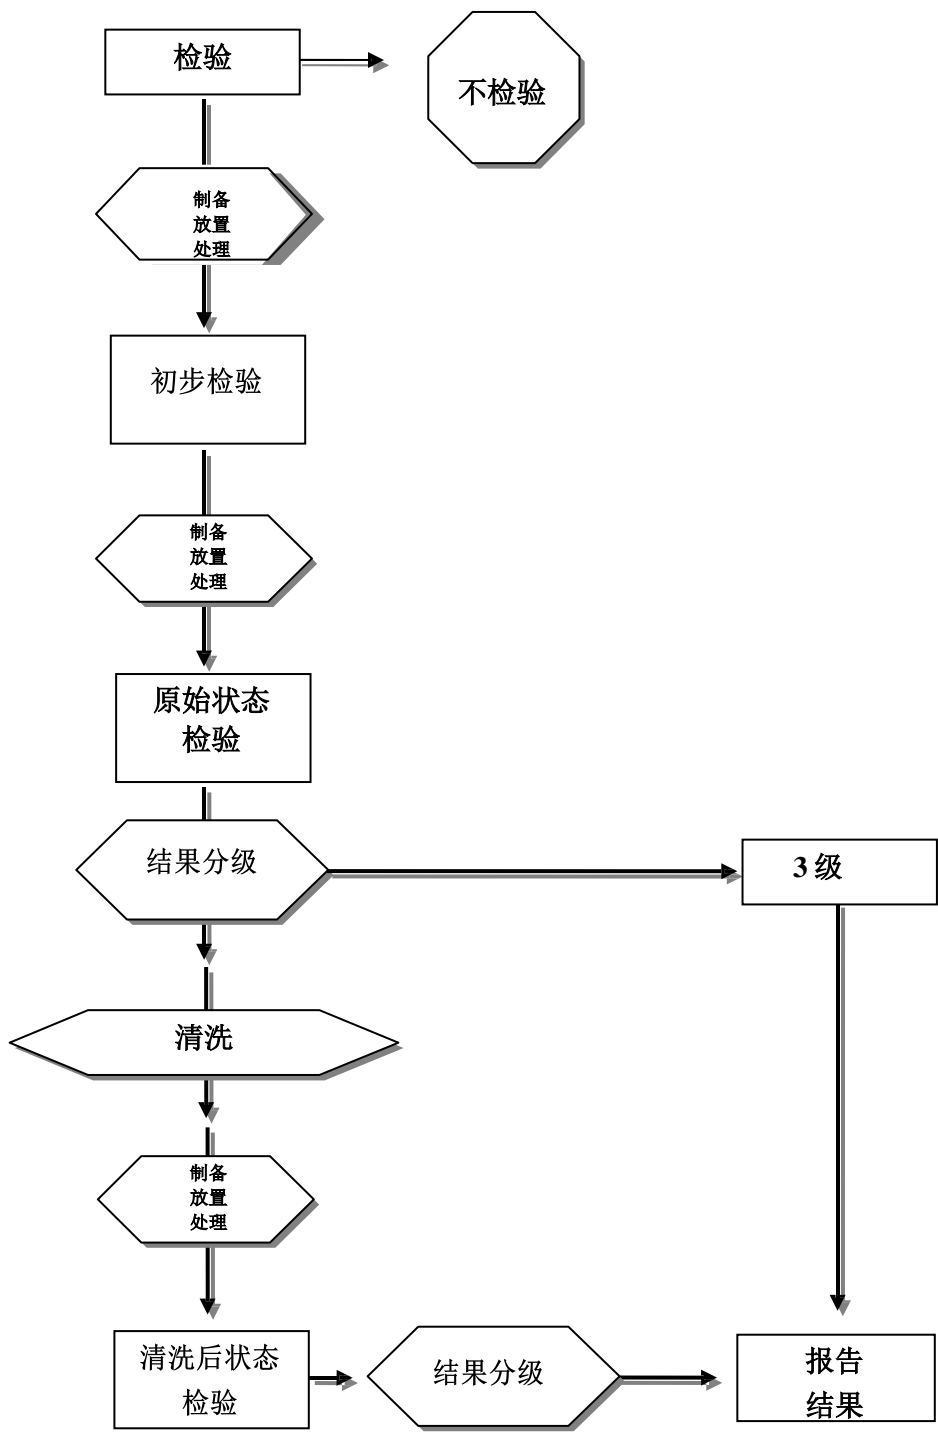 检验
不检验
制备
放置
处理
初步检验
制备
放置
处理
原始状态
检验
结果分级
3 级
清洗
制备
放置
处理
清洗后状态
检验
结果分级
报告
结果